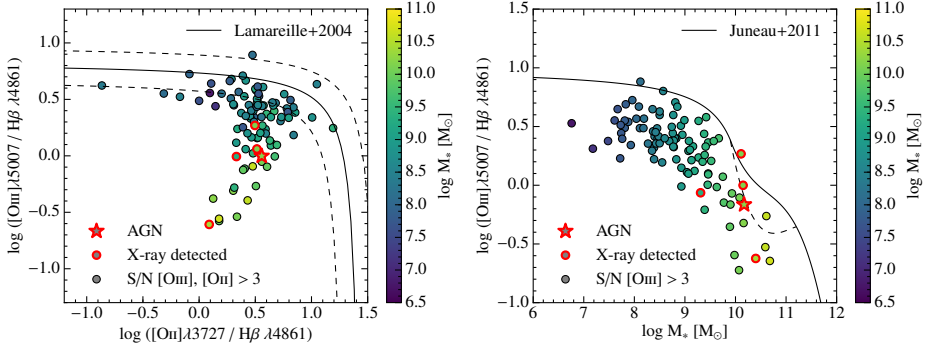 Lamareille+2004
1.0
0.5
0.0
−0.5
−1.0
log ([OIII]λ5007 / Hβ λ4861)
AGN
X-ray detected
S/N [OIII], [OII] > 3
−1.0 −0.5 0.0 0.5 1.0 1.5
log ([OII]λ3727 / Hβ λ4861)
11.0
10.5
10.0
9.5
9.0
8.5
8.0
7.5
7.0
6.5
log M* [M⊙]
Juneau+2011
1.5
1.0
0.5
0.0
−0.5
−1.0
log ([OIII]λ5007 / Hβ λ4861)
AGN
X-ray detected
S/N [OIII], [OII] > 3
6 7 8 9 10 11 12
log M* [M⊙]
11.0
10.5
10.0
9.5
9.0
8.5
8.0
7.5
7.0
6.5
log M* [M⊙]